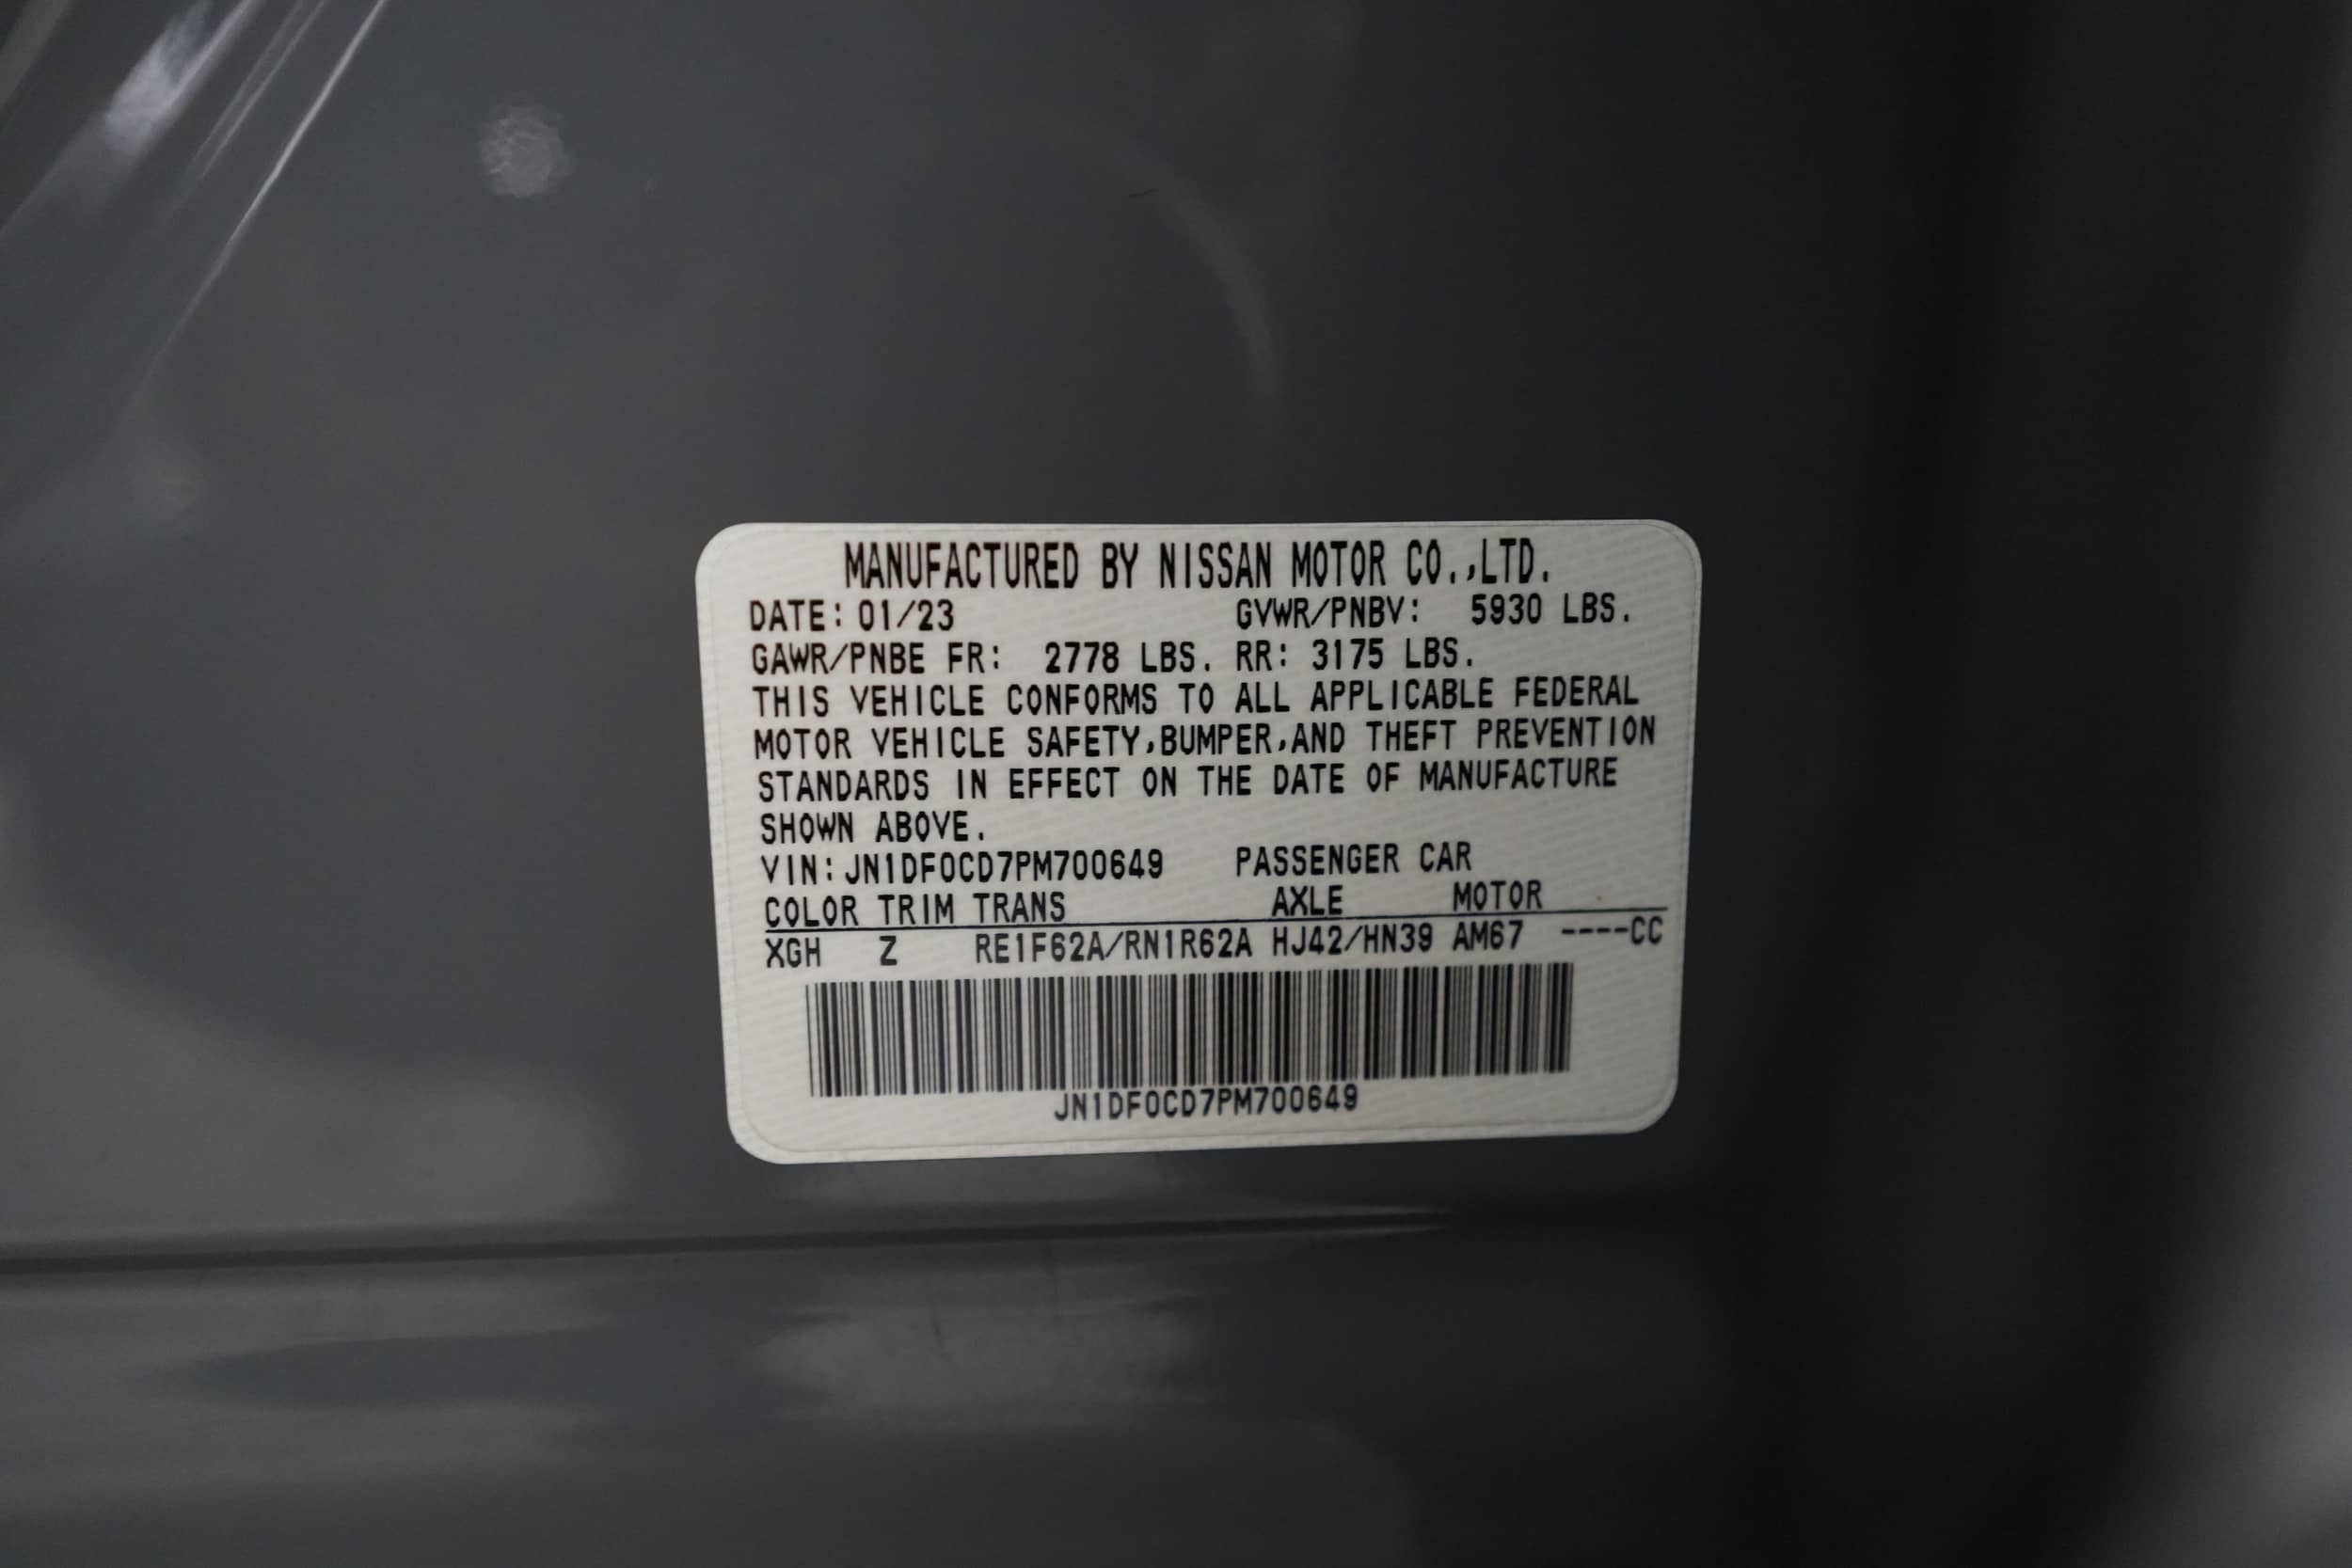 MANUFACTURED BY NISSAN MOTOR CO.,LTD.
DATE: 01/23 GVWR/PNBV: 5930 LBS.
GAWR/PNBE FR: 2778 LBS. RR: 3175 LBS.
THIS VEHICLE CONFORMS TO ALL APPLICABLE FEDERAL
MOTOR VEHICLE SAFETY,BUMPER,AND THEFT PREVENTION
STANDARDS IN EFFECT ON THE DATE OF MANUFACTURE
SHOWN ABOVE.
VIN:JN1DF0CD7PM700649 PASSENGER CAR
COLOR TRIM TRANS AXLE MOTOR
XGH Z RE1F62A/RN1R62A HJ42/HN39 AM67 ----CC
JN1DF0CD7PM700649